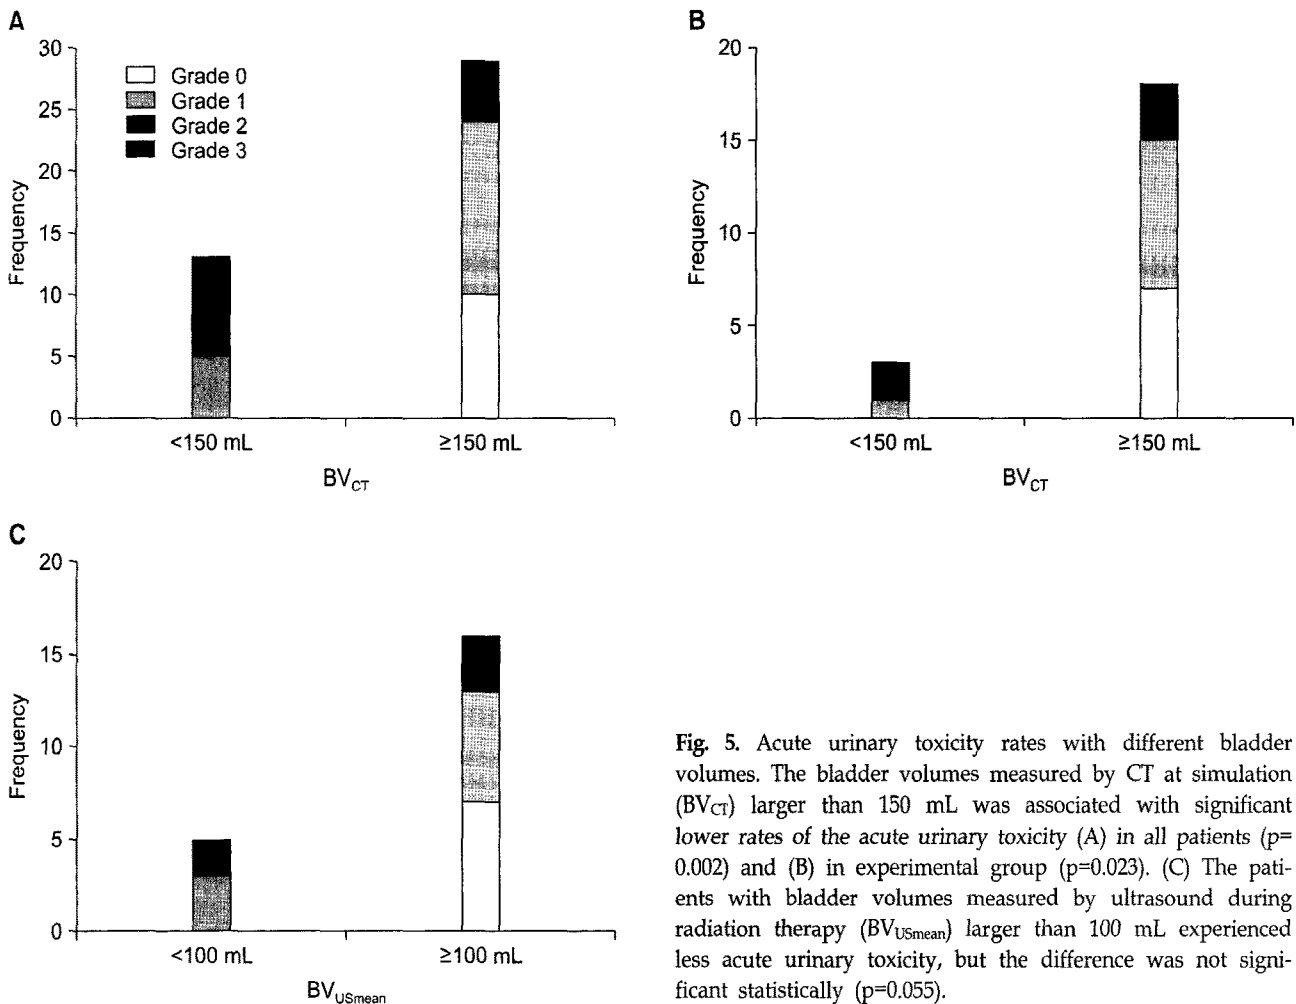 A
30
25
20
15
10
5
0
Frequency
Grade 0
Grade 1
Grade 2
Grade 3
<150 mL
≥150 mL
BVCT
B
20
15
10
5
0
Frequency
<150 mL
≥150 mL
BVCT
C
20
15
10
5
0
Frequency
<100 mL
≥100 mL
BVUSmean
Fig. 5. Acute urinary toxicity rates with different bladder
volumes. The bladder volumes measured by CT at simulation
(BVCT) larger than 150 mL was associated with significant
lower rates of the acute urinary toxicity (A) in all patients (p=
0.002) and (B) in experimental group (p=0.023). (C) The pati-
ents with bladder volumes measured by ultrasound during
radiation therapy (BVUSmean) larger than 100 mL experienced
less acute urinary toxicity, but the difference was not signi-
ficant statistically (p=0.055).